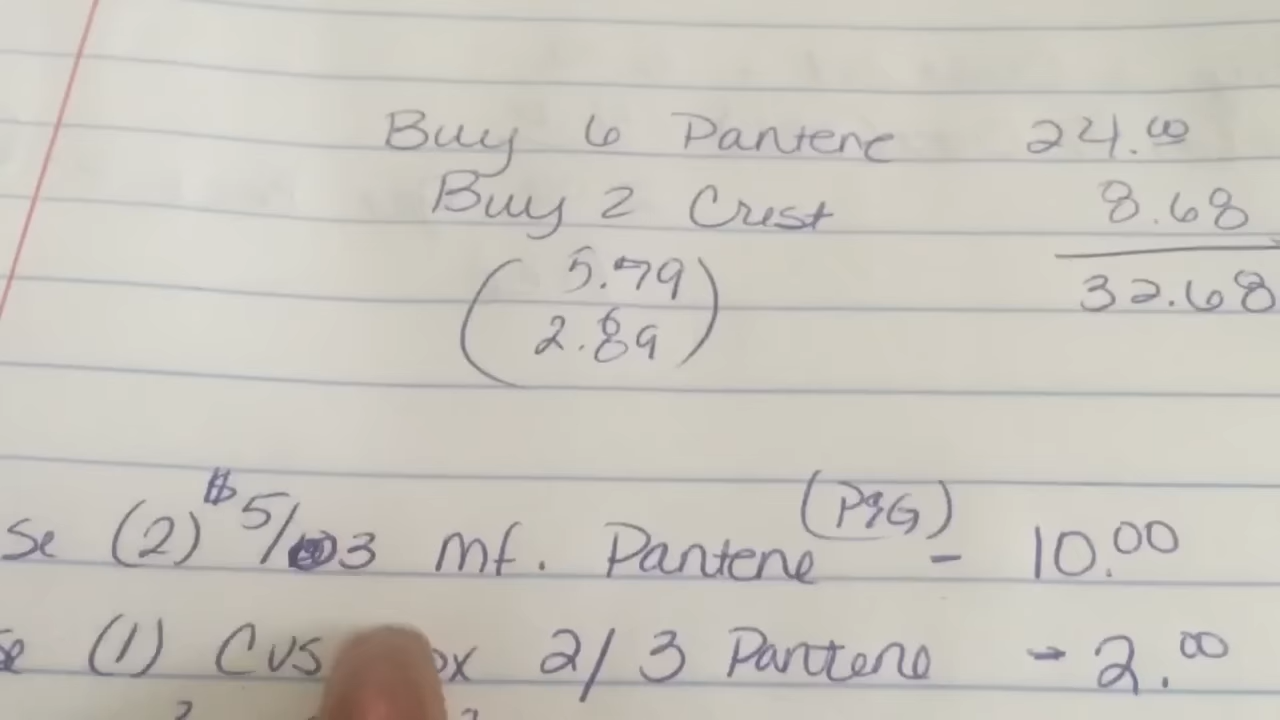 Buy 6 Pantene 24.00
Buy 2 Crest 8.68
(5.79 32.68
2.89)
se (2) $5/3 mf. Pantene (P&G) - 10.00
se (1) CVS 2/3 Pantene - 2.00